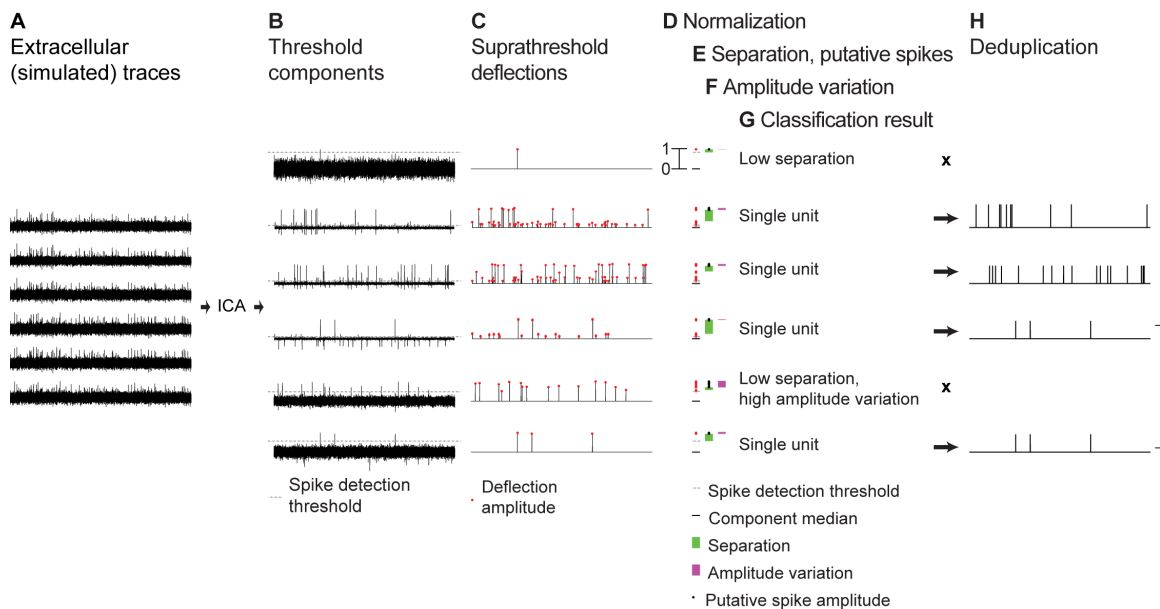 A
Extracellular
(simulated) traces
B
Threshold
components
C
Suprathreshold
deflections
D Normalization
E Separation, putative spikes
F Amplitude variation
G Classification result
H
Deduplication
1
0
Low separation
x
Single unit
Single unit
ICA
Single unit
Low separation,
high amplitude variation
x
Single unit
Spike detection
threshold
Deflection
amplitude
Spike detection threshold
Component median
Separation
Amplitude variation
Putative spike amplitude